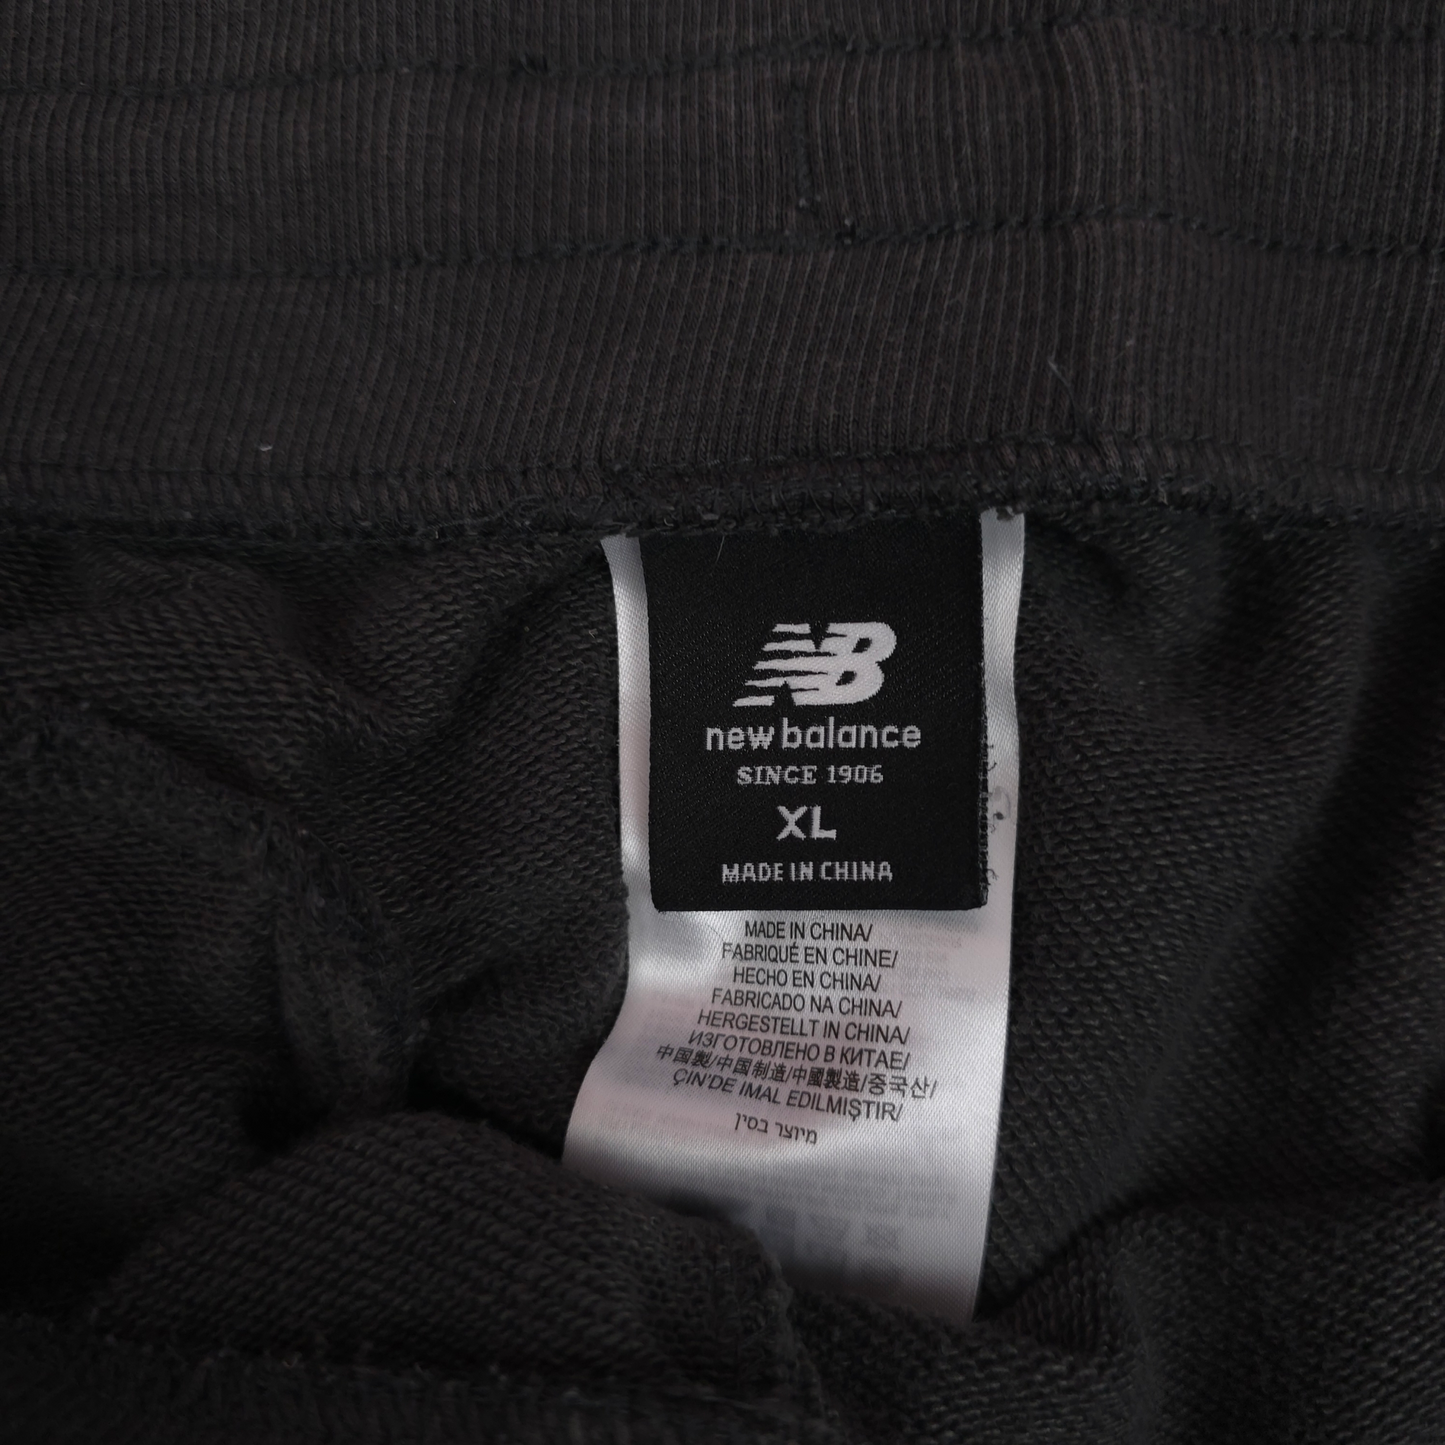 NB
new balance
SINCE 1906
XL
MADE IN CHINA
MADE IN CHINA/
FABRIQUÉ EN CHINE/
HECHO EN CHINA/
FABRICADO NA CHINA/
HERGESTELLT IN CHINA/
ИЗГОТОВЛЕНО В КИТАЕ/
中国製/中国制造/中國製造/중국산/
ÇIN'DE IMAL EDILMIŞTIR/
מיוצר בסין